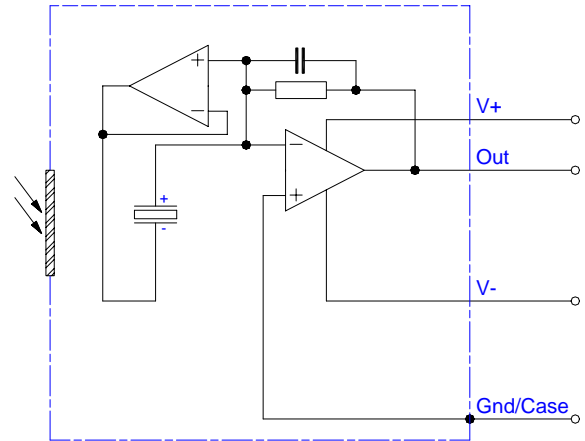 +
−
V+
−
Out
+
+
-
V-
Gnd/Case